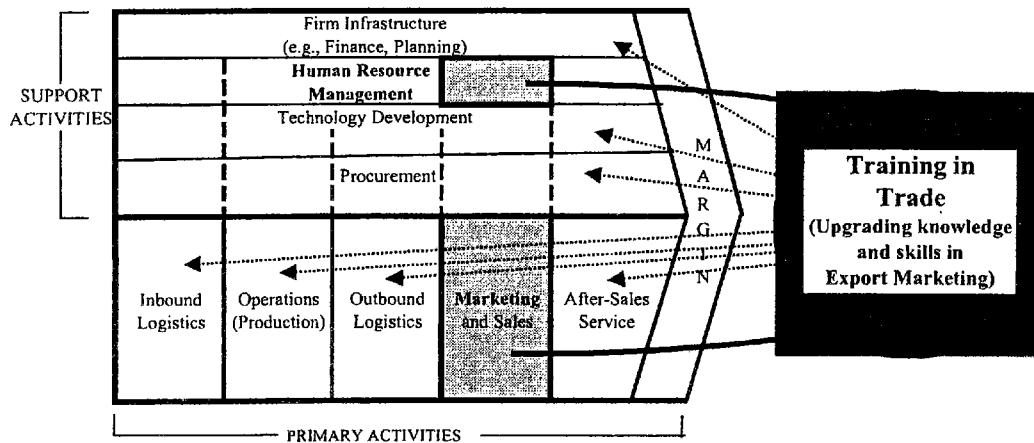 Firm Infrastructure
(e.g., Finance, Planning)
Human Resource
Management
Technology Development
Procurement
SUPPORT
ACTIVITIES
MARGIN
Inbound
Logistics
Operations
(Production)
Outbound
Logistics
Marketing
and Sales
After-Sales
Service
PRIMARY ACTIVITIES
Training in
Trade
(Upgrading knowledge
and skills in
Export Marketing)